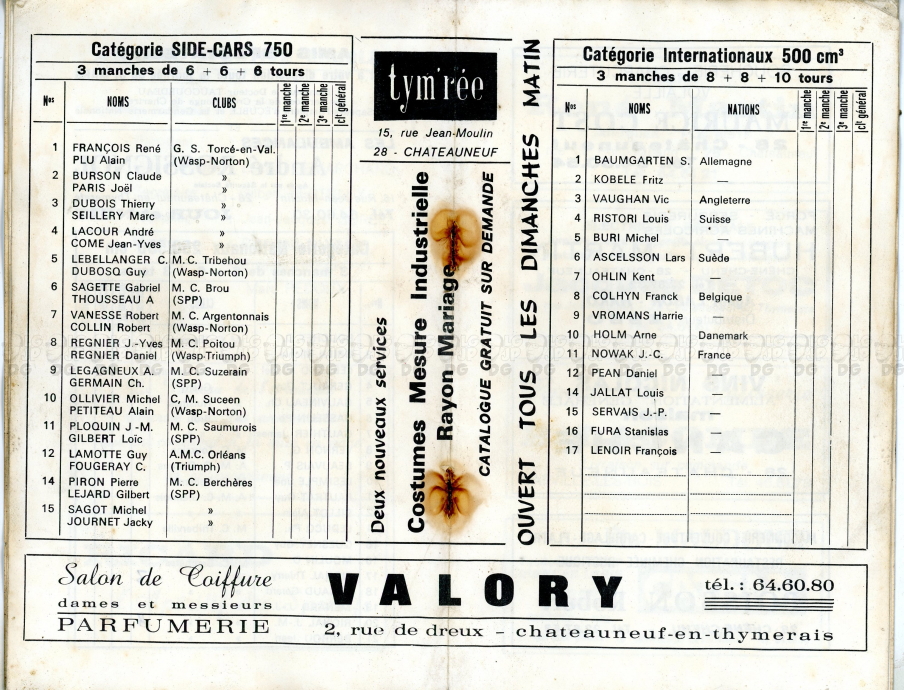 Catégorie SIDE-CARS 750
3 manches de 6 + 6 + 6 tours
Nos NOMS CLUBS 1re manche 2e manche 3e manche clt général
1 FRANÇOIS René G. S. Torcé-en-Val.
PLU Alain (Wasp-Norton)
2 BURSON Claude »
PARIS Joël »
3 DUBOIS Thierry »
SEILLERY Marc »
4 LACOUR André »
COME Jean-Yves »
5 LEBELLANGER C. M. C. Tribehou
DUBOSQ Guy (Wasp-Norton)
6 SAGETTE Gabriel M. C. Brou
THOUSSEAU A (SPP)
7 VANESSE Robert M. C. Argentonnais
COLLIN Robert (Wasp-Norton)
8 REGNIER J.-Yves M. C. Poitou
REGNIER Daniel (Wasp-Triumph)
9 LEGAGNEUX A. M. C. Suzerain
GERMAIN Ch. (SPP)
10 OLLIVIER Michel C, M. Suceen
PETITEAU Alain (Wasp-Norton)
11 PLOQUIN J -M. M. C. Saumurois
GILBERT Loïc (SPP)
12 LAMOTTE Guy A.M.C. Orléans
FOUGERAY C. (Triumph)
14 PIRON Pierre M. C. Berchères
LEJARD Gilbert (SPP)
15 SAGOT Michel »
JOURNET Jacky »
tym'rée
15, rue Jean-Moulin
28 - CHATEAUNEUF
Deux nouveaux services
Costumes Mesure Industrielle
Rayon Mariage
CATALOGUE GRATUIT SUR DEMANDE
OUVERT TOUS LES DIMANCHES MATIN
Catégorie Internationaux 500 cm³
3 manches de 8 + 8 + 10 tours
Nos NOMS NATIONS 1re manche 2e manche 3e manche clt général
1 BAUMGARTEN S. Allemagne
2 KOBELE Fritz —
3 VAUGHAN Vic Angleterre
4 RISTORI Louis Suisse
5 BURI Michel —
6 ASCELSSON Lars Suède
7 OHLIN Kent —
8 COLHYN Franck Belgique
9 VROMANS Harrie —
10 HOLM Arne Danemark
11 NOWAK J.-C. France
12 PEAN Daniel —
14 JALLAT Louis —
15 SERVAIS J.-P. —
16 FURA Stanislas —
17 LENOIR François —
Salon de Coiffure
dames et messieurs
PARFUMERIE
VALORY
tél.: 64.60.80
2, rue de dreux - chateauneuf-en-thymerais